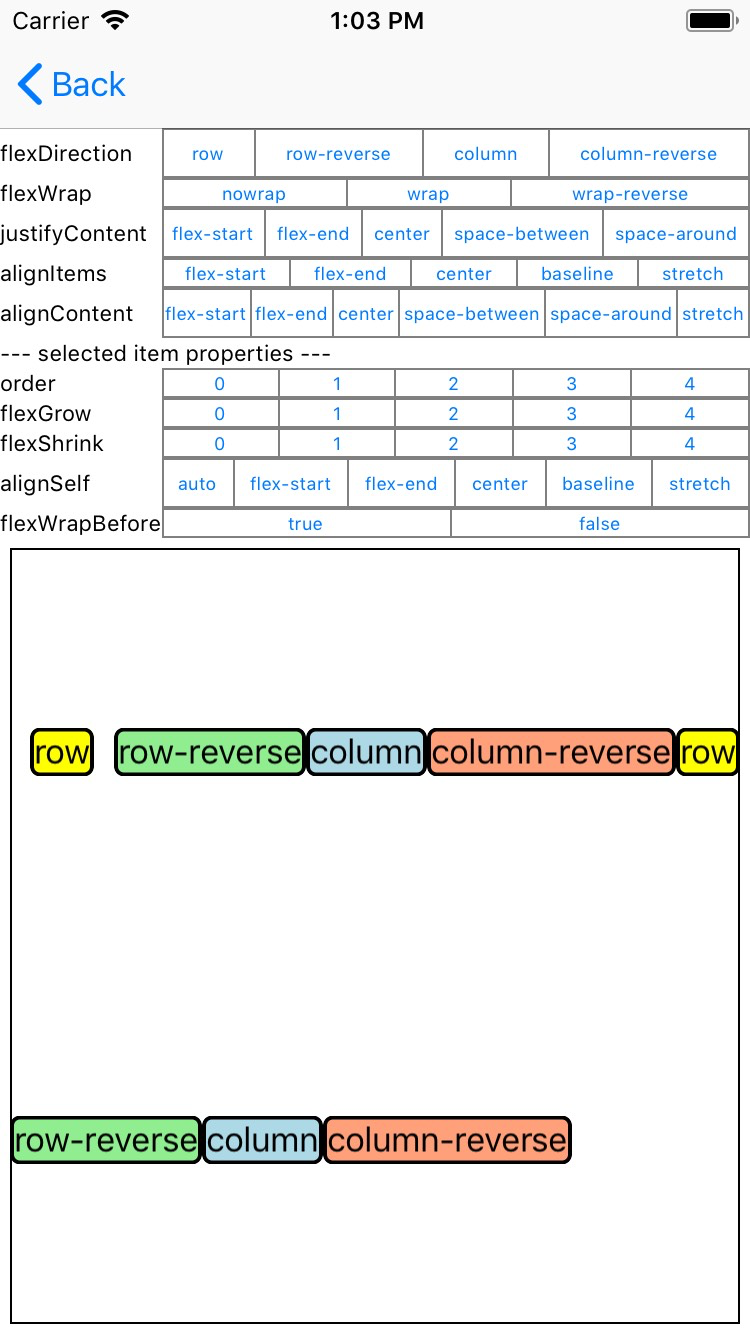 Carrier 1:03 PM
Back
flexDirection row row-reverse column column-reverse
flexWrap nowrap wrap wrap-reverse
justifyContent flex-start flex-end center space-between space-around
alignItems flex-start flex-end center baseline stretch
alignContent flex-start flex-end center space-between space-around stretch
--- selected item properties ---
order 0 1 2 3 4
flexGrow 0 1 2 3 4
flexShrink 0 1 2 3 4
alignSelf auto flex-start flex-end center baseline stretch
flexWrapBefore true false
row row-reverse column column-reverse row
row-reverse column column-reverse